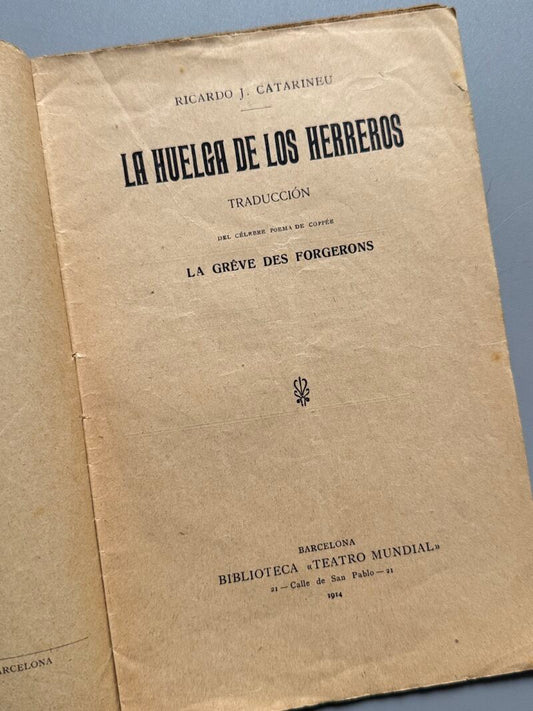 RICARDO J. CATARINEU
LA HUELGA DE LOS HERREROS
TRADUCCIÓN
DEL CÉLEBRE POEMA DE COPPÉE
LA GRÊVE DES FORGERONS
BARCELONA
BIBLIOTECA «TEATRO MUNDIAL»
21 — Calle de San Pablo — 21
1914
ARCELONA